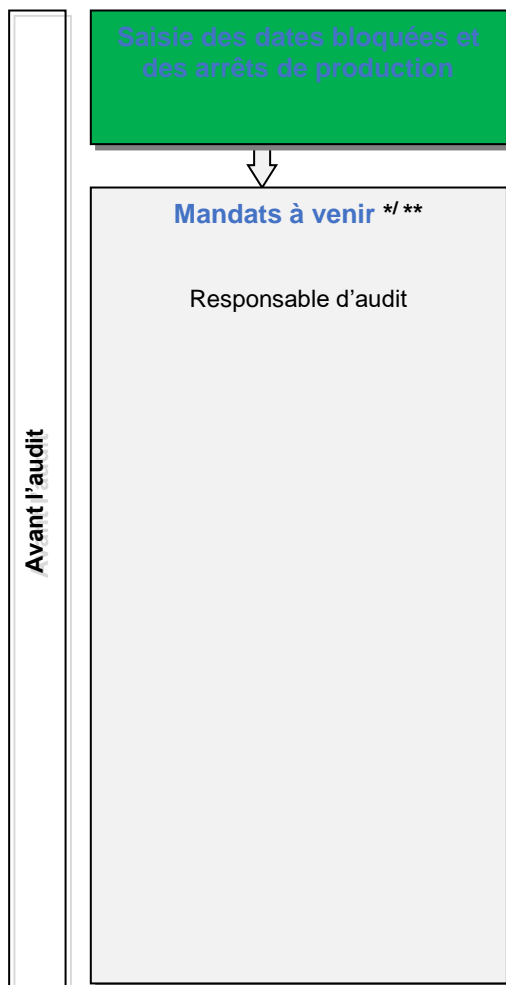 Saisie des dates bloquées et
des arrêts de production
Mandats à venir */ **
Responsable d’audit
Avant l’audit